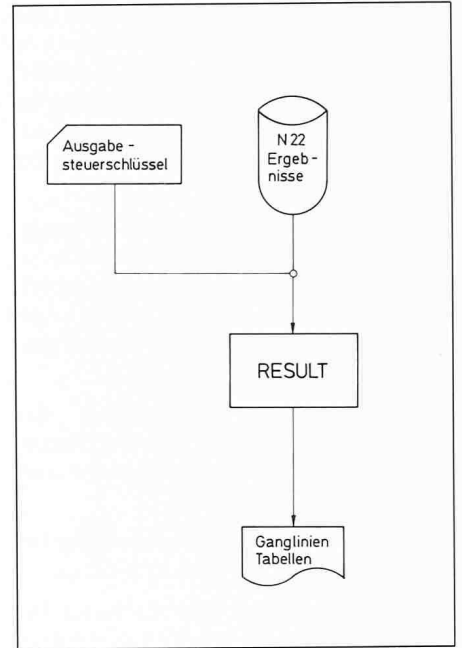 Ausgabe -
steuerschlüssel
N 22
Ergeb -
nisse
RESULT
Ganglinien
Tabellen